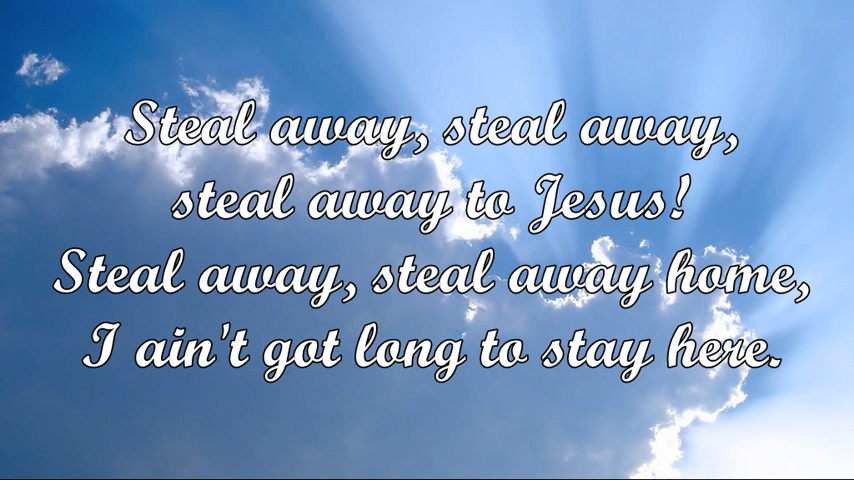 Steal away, steal away,
steal away to Jesus!
Steal away, steal away home,
I ain't got long to stay here.